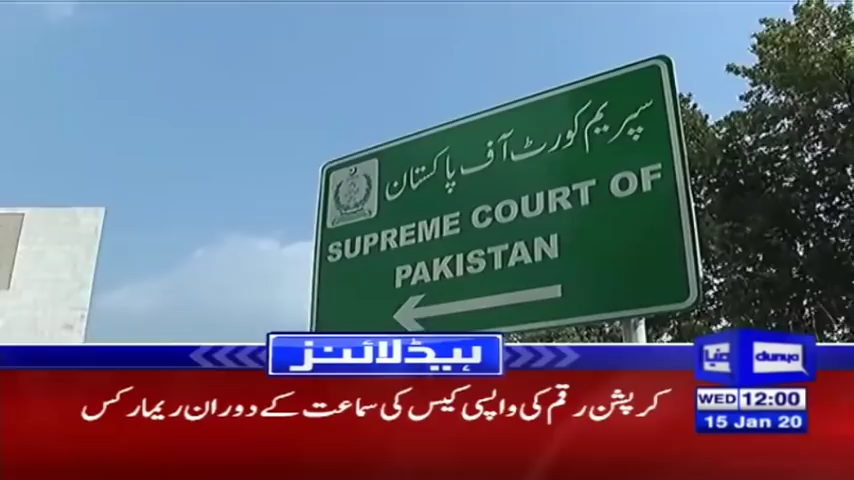 سپریم کورٹ آف پاکستان
SUPREME COURT OF
PAKISTAN
ہیڈلائنز
دنیا
dunya
WED 12:00
15 Jan 20
کرپشن رقم کی واپسی کیس کی سماعت کے دوران ریمارکس